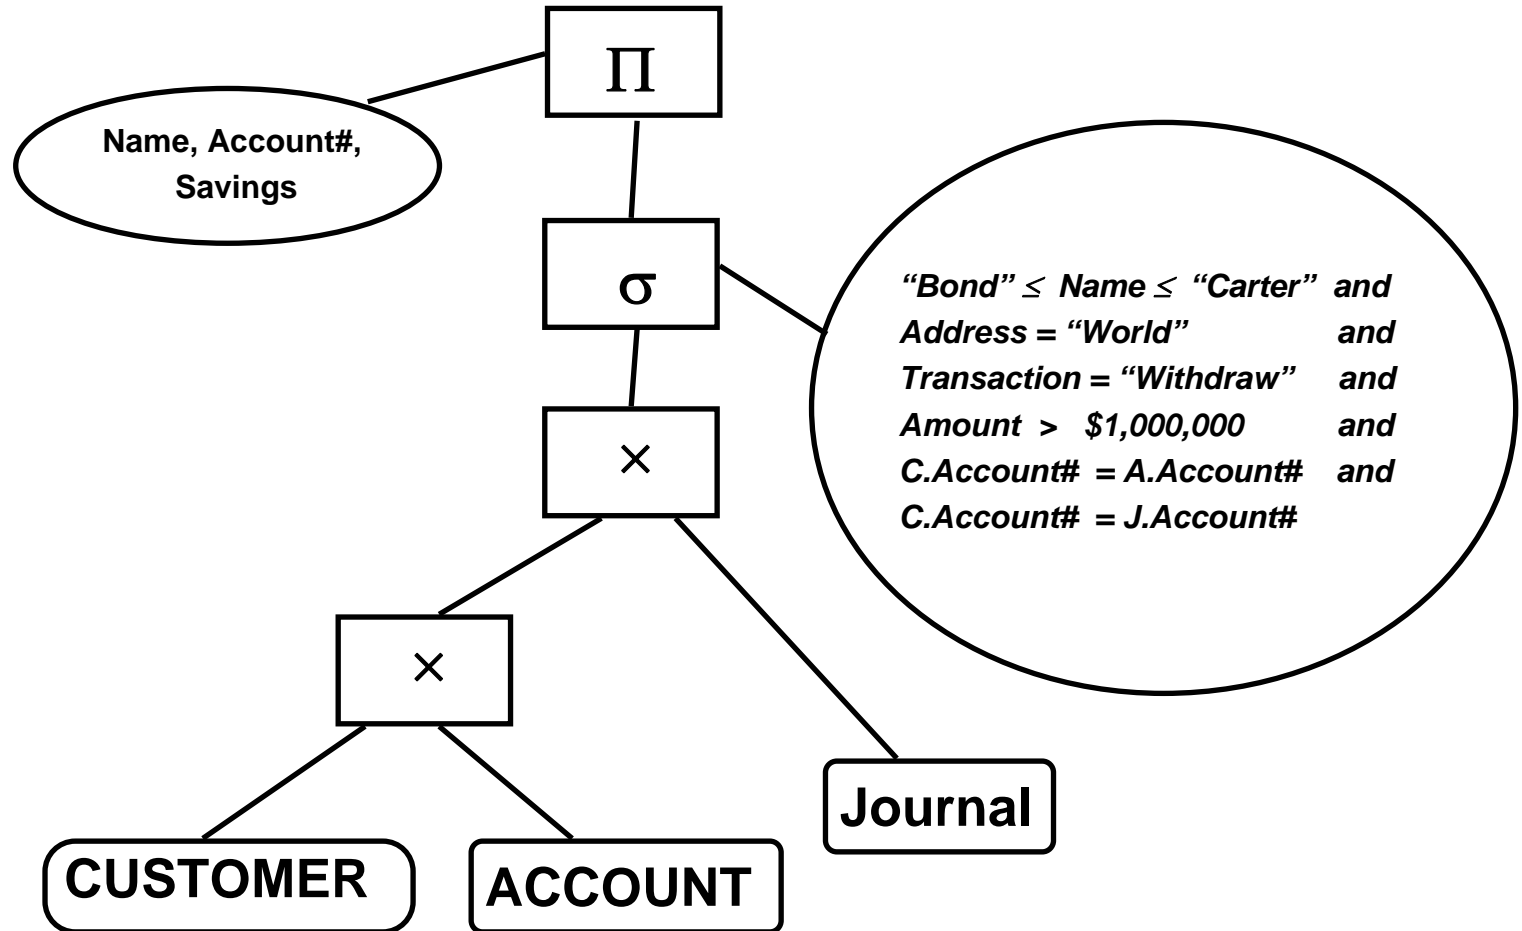 Π
Name, Account#,
Savings
σ
“Bond” ≤ Name ≤ “Carter” and
Address = “World” and
Transaction = “Withdraw” and
Amount > $1,000,000 and
C.Account# = A.Account# and
C.Account# = J.Account#
×
×
Journal
CUSTOMER
ACCOUNT